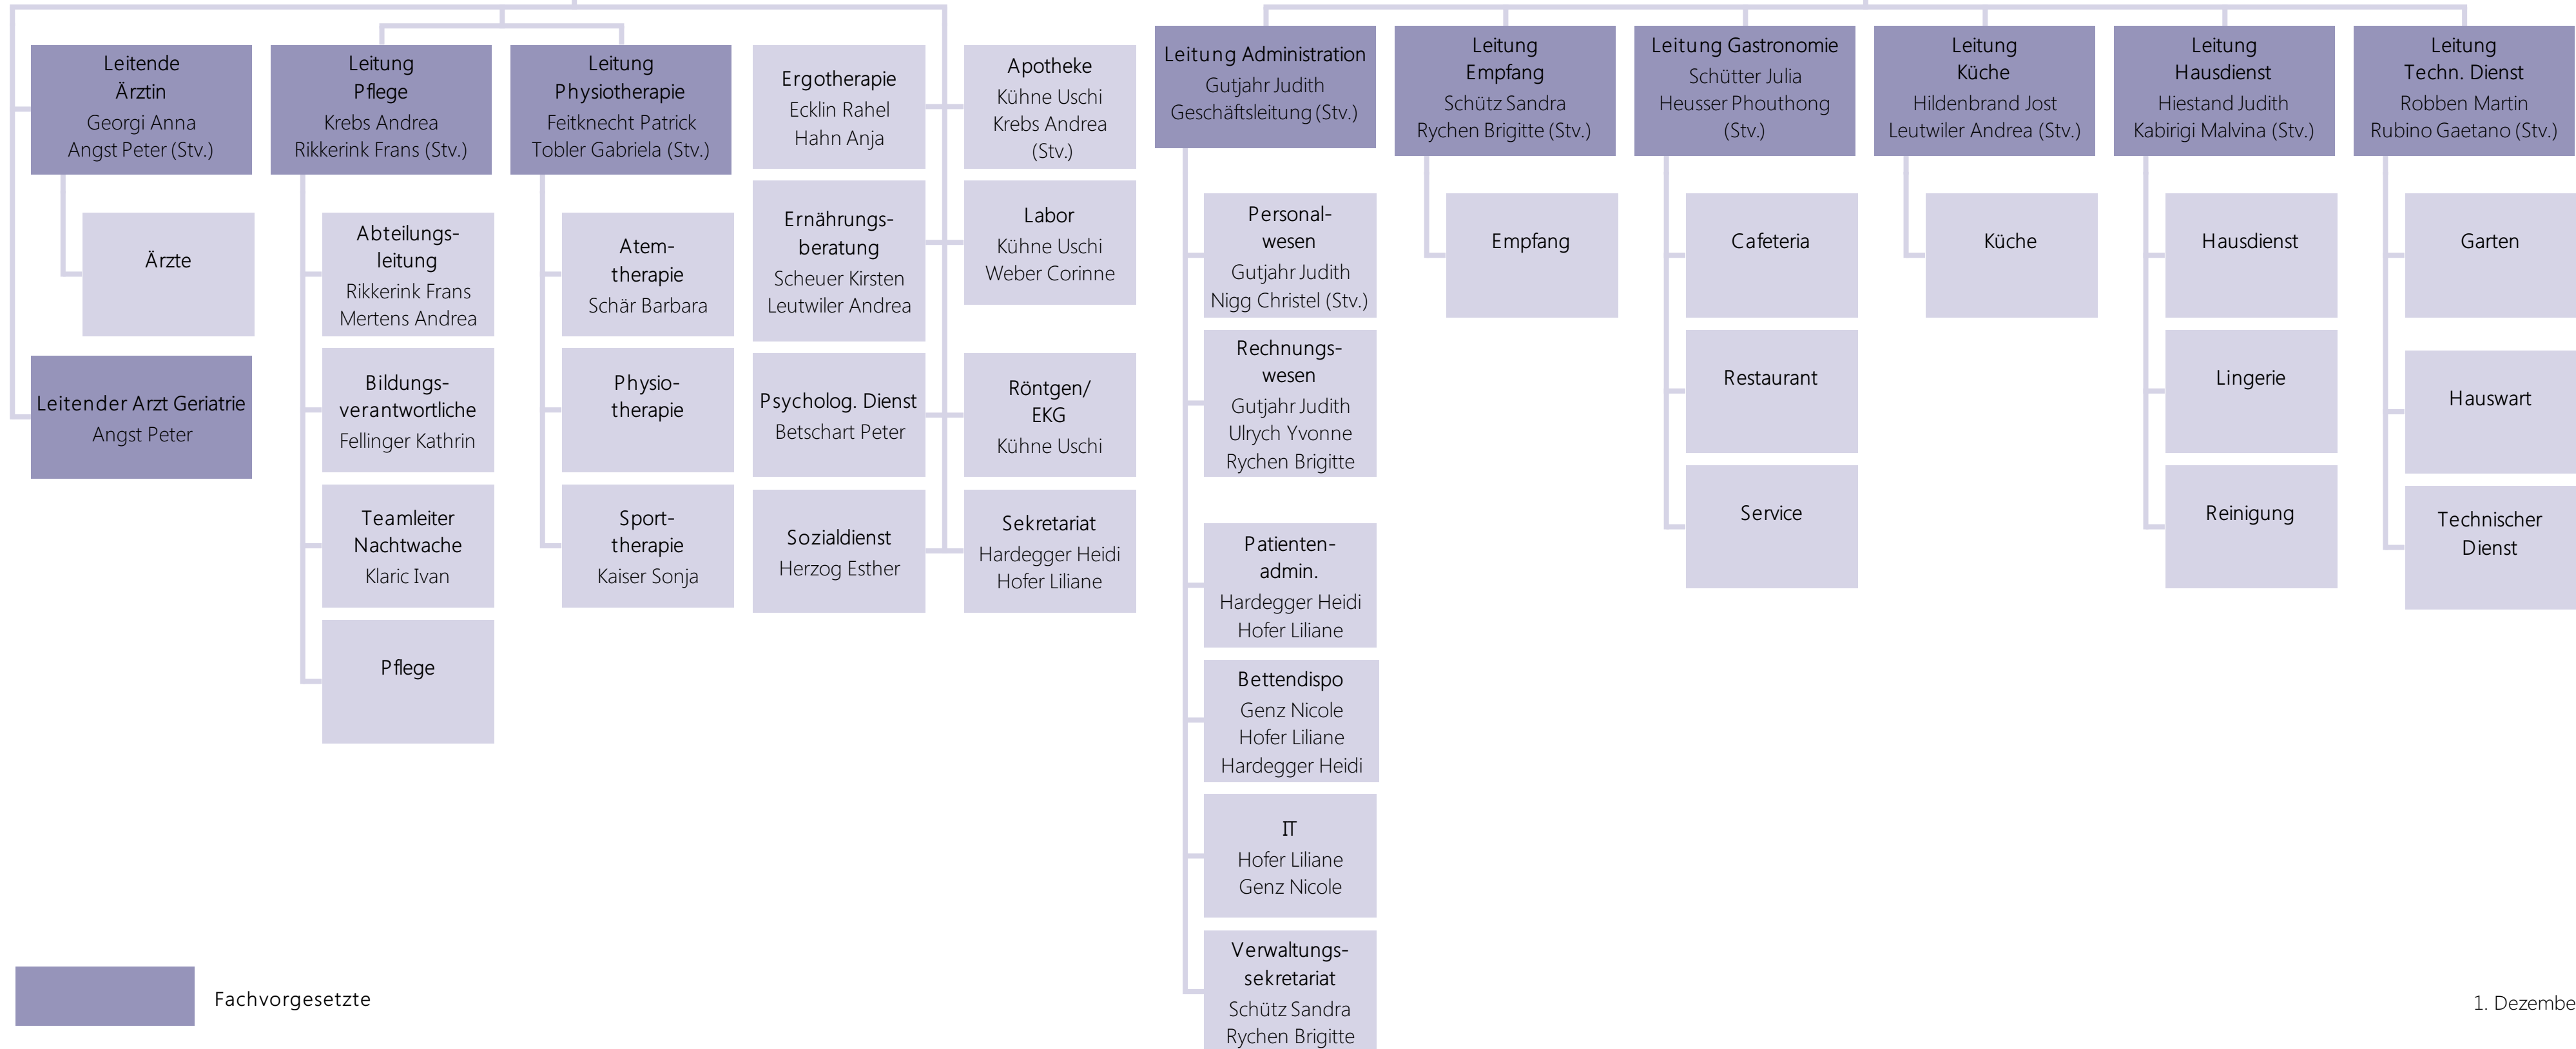 Leitende
Ärztin
Georgi Anna
Angst Peter (Stv.)
Ärzte
Leitender Arzt Geriatrie
Angst Peter
Leitung
Pflege
Krebs Andrea
Rikkerink Frans (Stv.)
Abteilungs-
leitung
Rikkerink Frans
Mertens Andrea
Bildungs-
verantwortliche
Fellinger Kathrin
Teamleiter
Nachtwache
Klaric Ivan
Pflege
Leitung
Physiotherapie
Feitknecht Patrick
Tobler Gabriela (Stv.)
Atem-
therapie
Schär Barbara
Physio-
therapie
Sport-
therapie
Kaiser Sonja
Ergotherapie
Ecklin Rahel
Hahn Anja
Ernährungs-
beratung
Scheuer Kirsten
Leutwiler Andrea
Psycholog. Dienst
Betschart Peter
Sozialdienst
Herzog Esther
Apotheke
Kühne Uschi
Krebs Andrea
(Stv.)
Labor
Kühne Uschi
Weber Corinne
Röntgen/
EKG
Kühne Uschi
Sekretariat
Hardegger Heidi
Hofer Liliane
Leitung Administration
Gutjahr Judith
Geschäftsleitung (Stv.)
Personal-
wesen
Gutjahr Judith
Nigg Christel (Stv.)
Rechnungs-
wesen
Gutjahr Judith
Ulrych Yvonne
Rychen Brigitte
Patienten-
admin.
Hardegger Heidi
Hofer Liliane
Bettendispo
Genz Nicole
Hofer Liliane
Hardegger Heidi
IT
Hofer Liliane
Genz Nicole
Verwaltungs-
sekretariat
Schütz Sandra
Rychen Brigitte
Leitung
Empfang
Schütz Sandra
Rychen Brigitte (Stv.)
Empfang
Leitung Gastronomie
Schütter Julia
Heusser Phouthong
(Stv.)
Cafeteria
Restaurant
Service
Leitung
Küche
Hildenbrand Jost
Leutwiler Andrea (Stv.)
Küche
Leitung
Hausdienst
Hiestand Judith
Kabirigi Malvina (Stv.)
Hausdienst
Lingerie
Reinigung
Leitung
Techn. Dienst
Robben Martin
Rubino Gaetano (Stv.)
Garten
Hauswart
Technischer
Dienst
Fachvorgesetzte
1. Dezembe